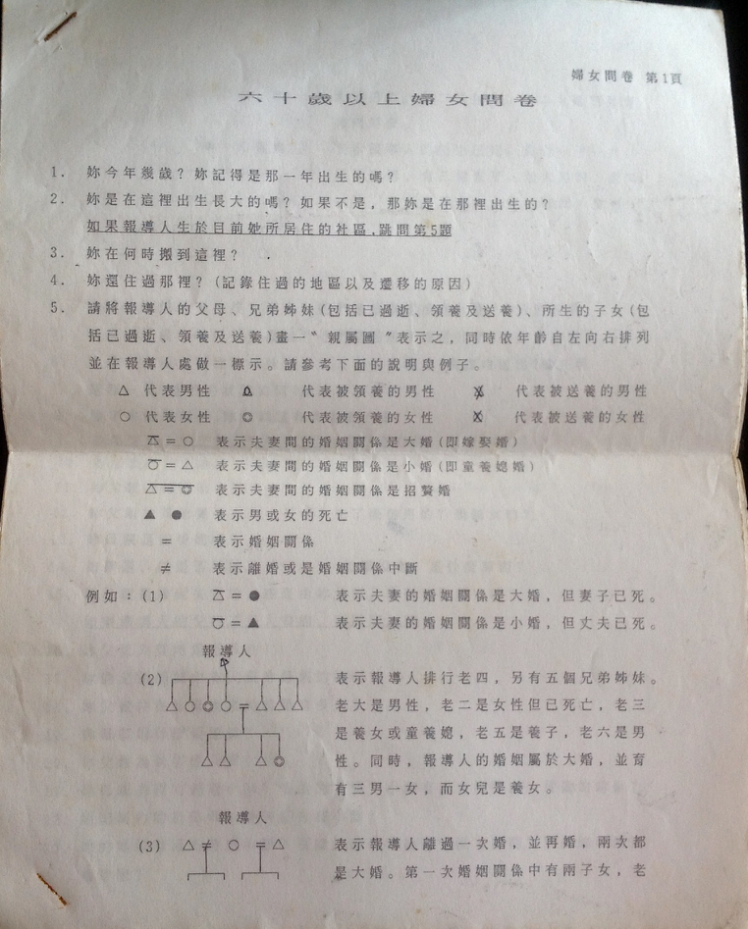 婦女問卷 第1頁
六十歲以上婦女問卷
1. 妳今年幾歲?妳記得是那一年出生的嗎?
2. 妳是在這裡出生長大的嗎?如果不是,那妳是在那裡出生的?
如果報導人生於目前她所居住的社區,跳問第5題
3. 妳在何時搬到這裡?
4. 妳還住過那裡?(記錄住過的地區以及遷移的原因)
5. 請將報導人的父母、兄弟姊妹(包括已過逝、領養及送養)、所生的子女(包
括已過逝、領養及送養)畫一〝親屬圖〞表示之,同時依年齡自左向右排列
並在報導人處做一標示。請參考下面的說明與例子。
△ 代表男性 代表被領養的男性 代表被送養的男性
○ 代表女性 代表被領養的女性 代表被送養的女性
△=○ 表示夫妻間的婚姻關係是大婚(即嫁娶婚)
○=△ 表示夫妻間的婚姻關係是小婚(即童養媳婚)
△=○ 表示夫妻間的婚姻關係是招贅婚
▲ ● 表示男或女的死亡
= 表示婚姻關係
≠ 表示離婚或是婚姻關係中斷
例如:(1) △=● 表示夫妻的婚姻關係是大婚,但妻子已死。
○=▲ 表示夫妻的婚姻關係是小婚,但丈夫已死。
報導人
(2) 表示報導人排行老四,另有五個兄弟姊妹。
老大是男性,老二是女性但已死亡,老三
是養女或童養媳,老五是養子,老六是男
性。同時,報導人的婚姻屬於大婚,並育
有三男一女,而女兒是養女。
報導人
(3) △≠○=△ 表示報導人離過一次婚,並再婚,兩次都
是大婚。第一次婚姻關係中有兩子女,老